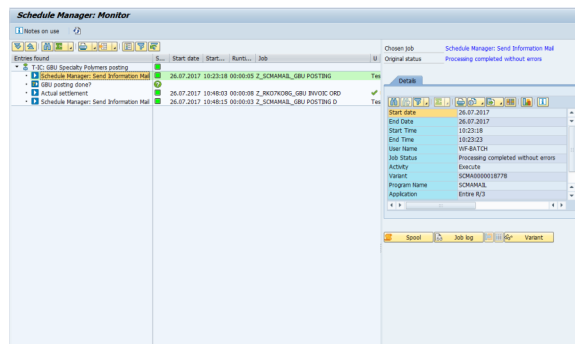 Schedule Manager: Monitor
Notes on use
Entries found S... Start date Start... Runti... Job U
T-IC: GBU Specialty Polymers posting
Schedule Manager: Send Information Mail 26.07.2017 10:23:18 00:00:05 Z_SCMAMAIL_GBU POSTING Tes
GBU posting done?
Actual settlement 26.07.2017 10:48:03 00:00:08 Z_RKO7KO8G_GBU INVOIC ORD
Schedule Manager: Send Information Mail 26.07.2017 10:48:15 00:00:03 Z_SCMAMAIL_GBU POSTING D Tes
Chosen job Schedule Manager: Send Information Mail
Original status Processing completed without errors
Details
Start date 26.07.2017
End Date 26.07.2017
Start Time 10:23:18
End Time 10:23:23
User Name WF-BATCH
Job Status Processing completed without errors
Activity Execute
Variant SCMA0000018778
Program Name SCMAMAIL
Application Entire R/3
Spool Job log Variant